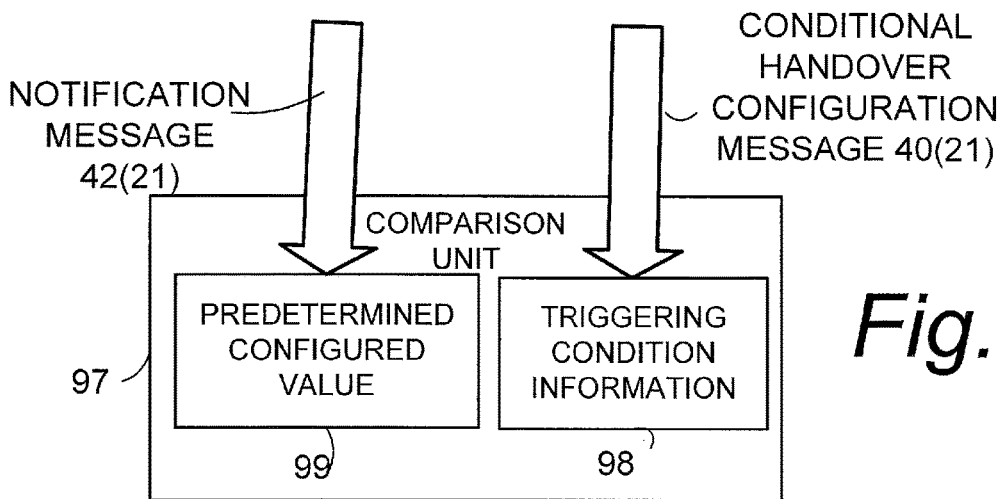 NOTIFICATION
MESSAGE
42(21)
CONDITIONAL
HANDOVER
CONFIGURATION
MESSAGE 40(21)
COMPARISON
UNIT
PREDETERMINED
CONFIGURED
VALUE
TRIGGERING
CONDITION
INFORMATION
97
99
98
Fig.